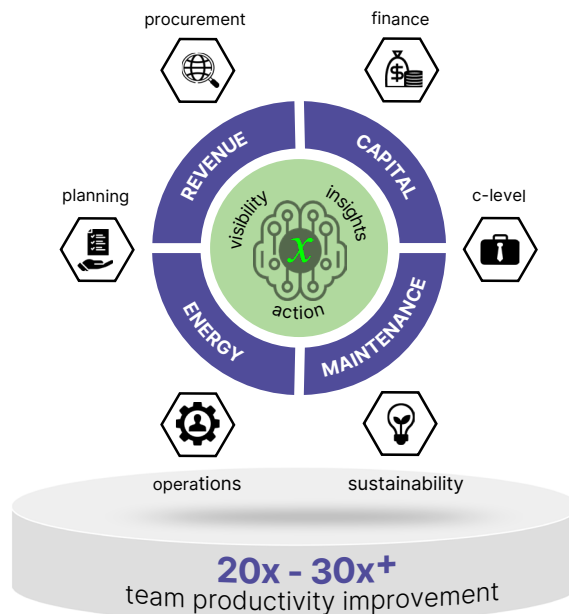 procurement
finance
REVENUE
CAPITAL
planning
c-level
visibility
insights
x
action
ENERGY
MAINTENANCE
operations
sustainability
20x - 30x+
team productivity improvement